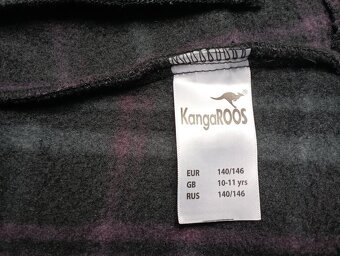 KangaROOS
EUR 140/146
GB 10-11 yrs
RUS 140/146